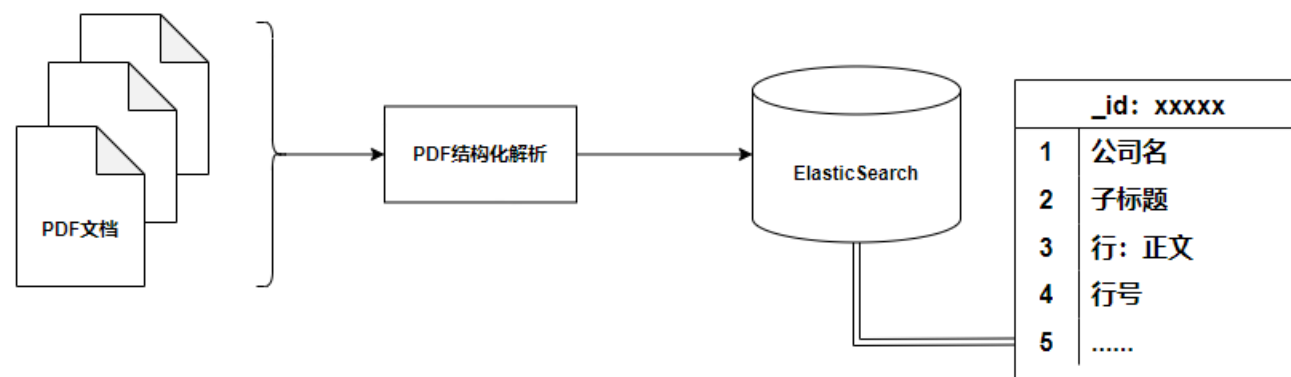 PDF文档
PDF结构化解析
ElasticSearch
_id：xxxxx
1 公司名
2 子标题
3 行：正文
4 行号
5 ......